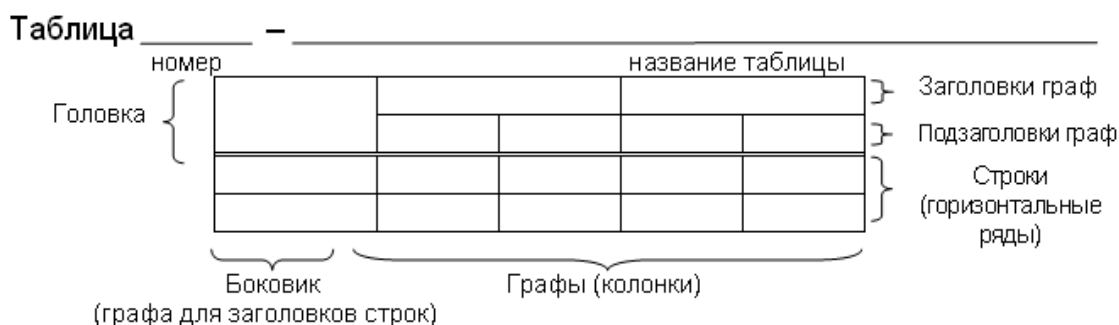 Таблица _______ – _______
номер название таблицы
Головка
Заголовки граф
Подзаголовки граф
Строки
(горизонтальные
ряды)
Боковик
(графа для заголовков строк)
Графы (колонки)